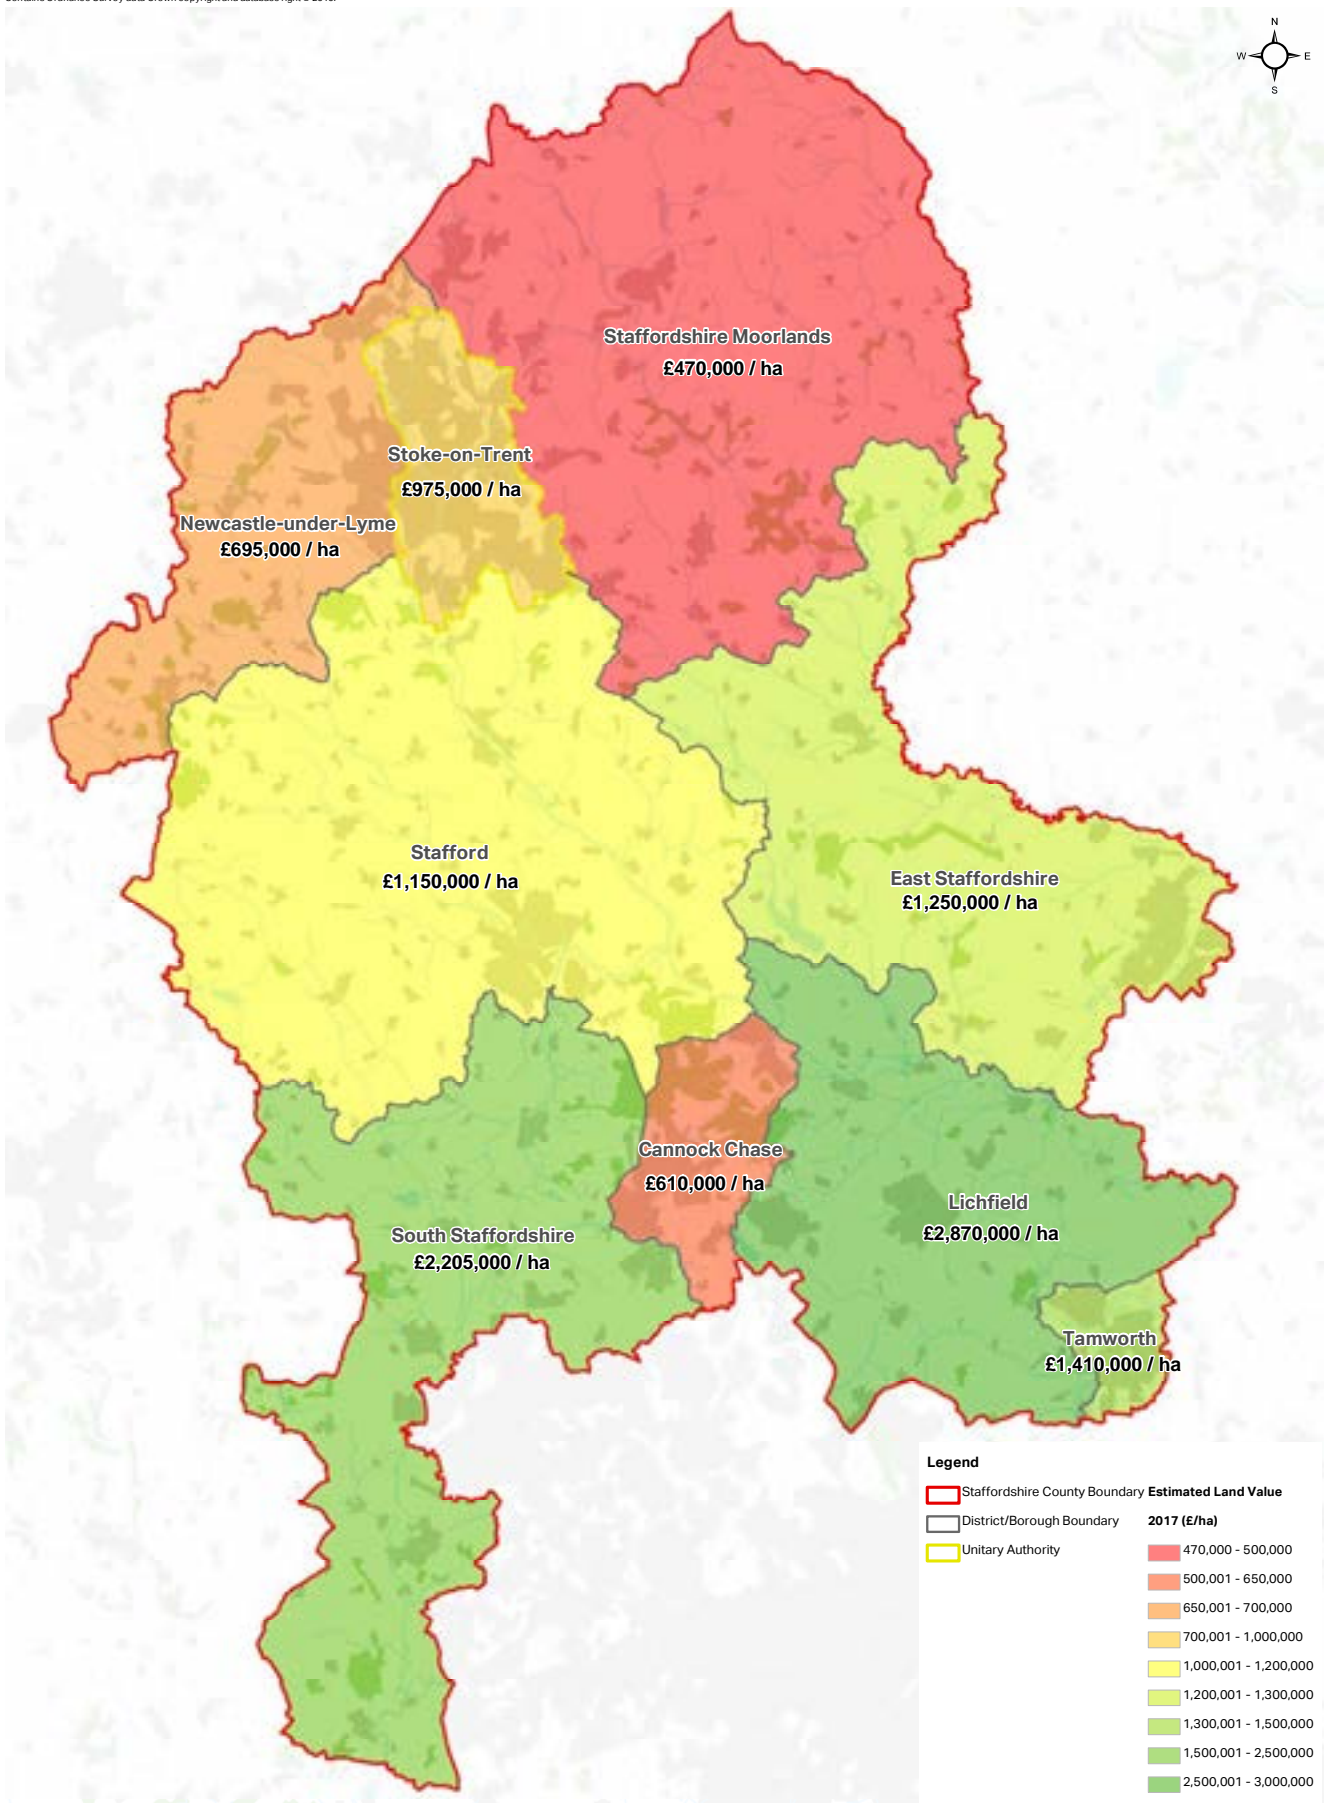 N
W E
S
Staffordshire Moorlands
£470,000 / ha
Stoke-on-Trent
£975,000 / ha
Newcastle-under-Lyme
£695,000 / ha
Stafford
£1,150,000 / ha
East Staffordshire
£1,250,000 / ha
Cannock Chase
£610,000 / ha
Lichfield
£2,870,000 / ha
South Staffordshire
£2,205,000 / ha
Tamworth
£1,410,000 / ha
Legend
Staffordshire County Boundary
District/Borough Boundary
Unitary Authority
Estimated Land Value
2017 (£/ha)
470,000 - 500,000
500,001 - 650,000
650,001 - 700,000
700,001 - 1,000,000
1,000,001 - 1,200,000
1,200,001 - 1,300,000
1,300,001 - 1,500,000
1,500,001 - 2,500,000
2,500,001 - 3,000,000